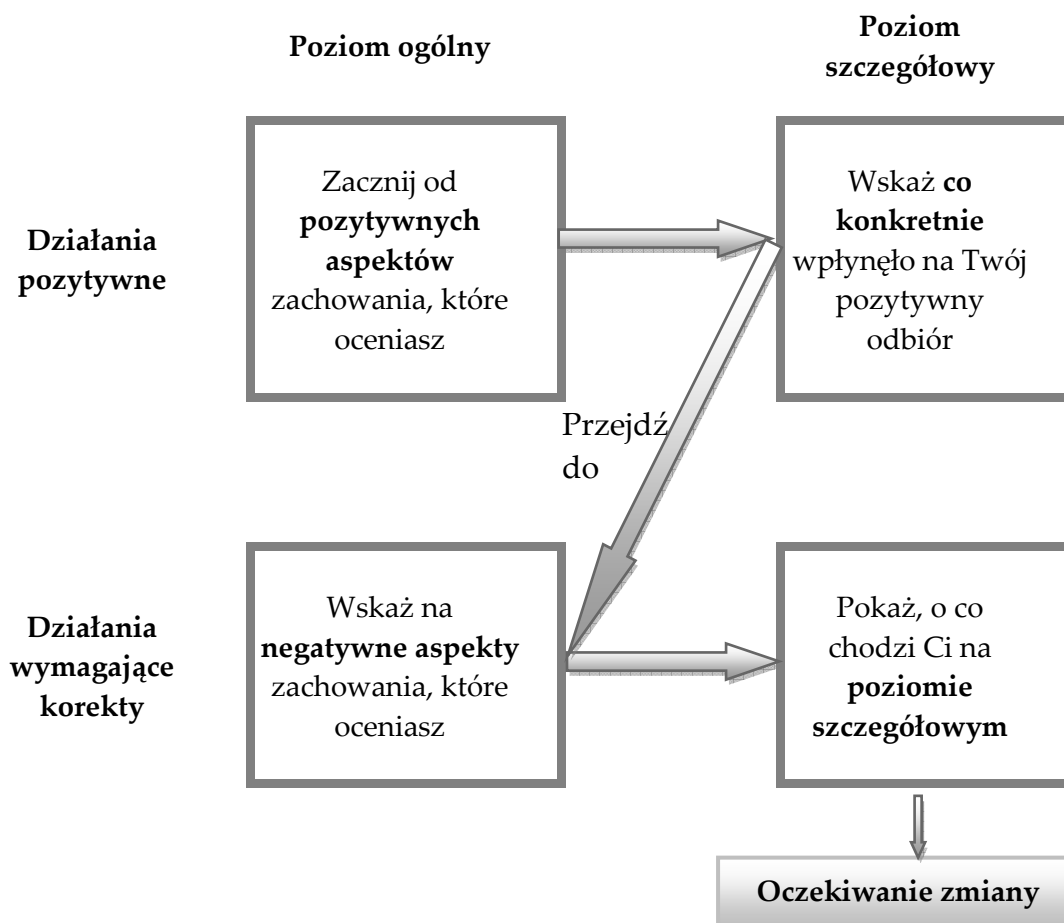 Poziom ogólny
Poziom
szczegółowy
Działania
pozytywne
Zacznij od
pozytywnych
aspektów
zachowania, które
oceniasz
Wskaż co
konkretnie
wpłynęło na Twój
pozytywny
odbiór
Przejdź
do
Działania
wymagające
korekty
Wskaż na
negatywne aspekty
zachowania, które
oceniasz
Pokaż, o co
chodzi Ci na
poziomie
szczegółowym
Oczekiwanie zmiany